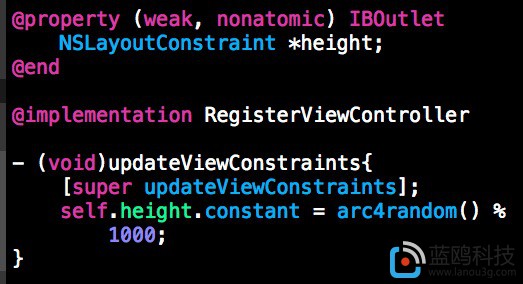 @property (weak, nonatomic) IBOutlet
NSLayoutConstraint *height;
@end
@implementation RegisterViewController
- (void)updateViewConstraints{
[super updateViewConstraints];
self.height.constant = arc4random() %
1000;
}
蓝鸥科技
www.lanou3g.com